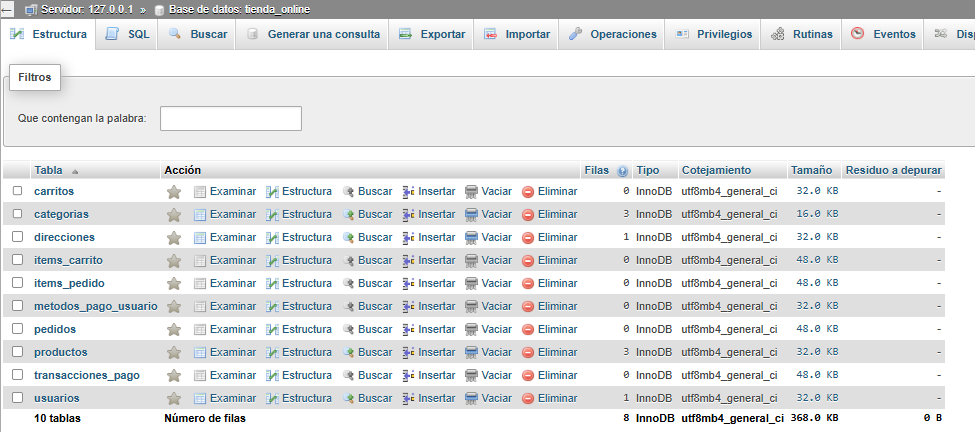 Servidor: 127.0.0.1 » Base de datos: tienda_online
Estructura SQL Buscar Generar una consulta Exportar Importar Operaciones Privilegios Rutinas Eventos Disp
Filtros
Que contengan la palabra:
Tabla Acción Filas Tipo Cotejamiento Tamaño Residuo a depurar
carritos Examinar Estructura Buscar Insertar Vaciar Eliminar 0 InnoDB utf8mb4_general_ci 32.0 KB -
categorias Examinar Estructura Buscar Insertar Vaciar Eliminar 3 InnoDB utf8mb4_general_ci 16.0 KB -
direcciones Examinar Estructura Buscar Insertar Vaciar Eliminar 1 InnoDB utf8mb4_general_ci 32.0 KB -
items_carrito Examinar Estructura Buscar Insertar Vaciar Eliminar 0 InnoDB utf8mb4_general_ci 48.0 KB -
items_pedido Examinar Estructura Buscar Insertar Vaciar Eliminar 0 InnoDB utf8mb4_general_ci 48.0 KB -
metodos_pago_usuario Examinar Estructura Buscar Insertar Vaciar Eliminar 0 InnoDB utf8mb4_general_ci 32.0 KB -
pedidos Examinar Estructura Buscar Insertar Vaciar Eliminar 0 InnoDB utf8mb4_general_ci 48.0 KB -
productos Examinar Estructura Buscar Insertar Vaciar Eliminar 3 InnoDB utf8mb4_general_ci 32.0 KB -
transacciones_pago Examinar Estructura Buscar Insertar Vaciar Eliminar 0 InnoDB utf8mb4_general_ci 48.0 KB -
usuarios Examinar Estructura Buscar Insertar Vaciar Eliminar 1 InnoDB utf8mb4_general_ci 32.0 KB -
10 tablas Número de filas 8 InnoDB utf8mb4_general_ci 368.0 KB 0 B